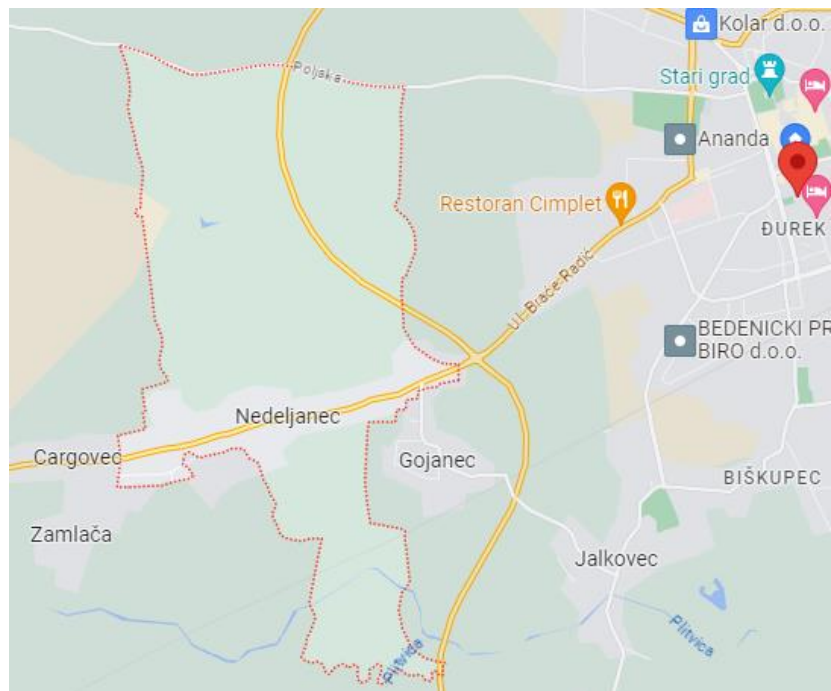 Kolar d.o.o.
Poljska
Stari grad
Ananda
Restoran Cimplet
ĐUREK
Ul. Braće Radić
BEDENICKI PR
BIRO d.o.o.
Nedeljanec
Cargovec
Gojanec
BIŠKUPEC
Zamlača
Jalkovec
Plitvica
Plitvica